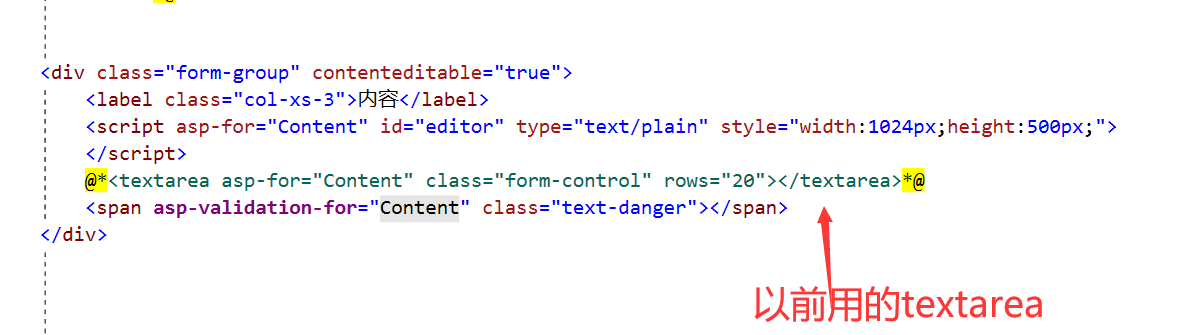 <div class="form-group" contenteditable="true">
<label class="col-xs-3">内容</label>
<script asp-for="Content" id="editor" type="text/plain" style="width:1024px;height:500px;">
</script>
@*<textarea asp-for="Content" class="form-control" rows="20"></textarea>*@
<span asp-validation-for="Content" class="text-danger"></span>
</div>
以前用的textarea